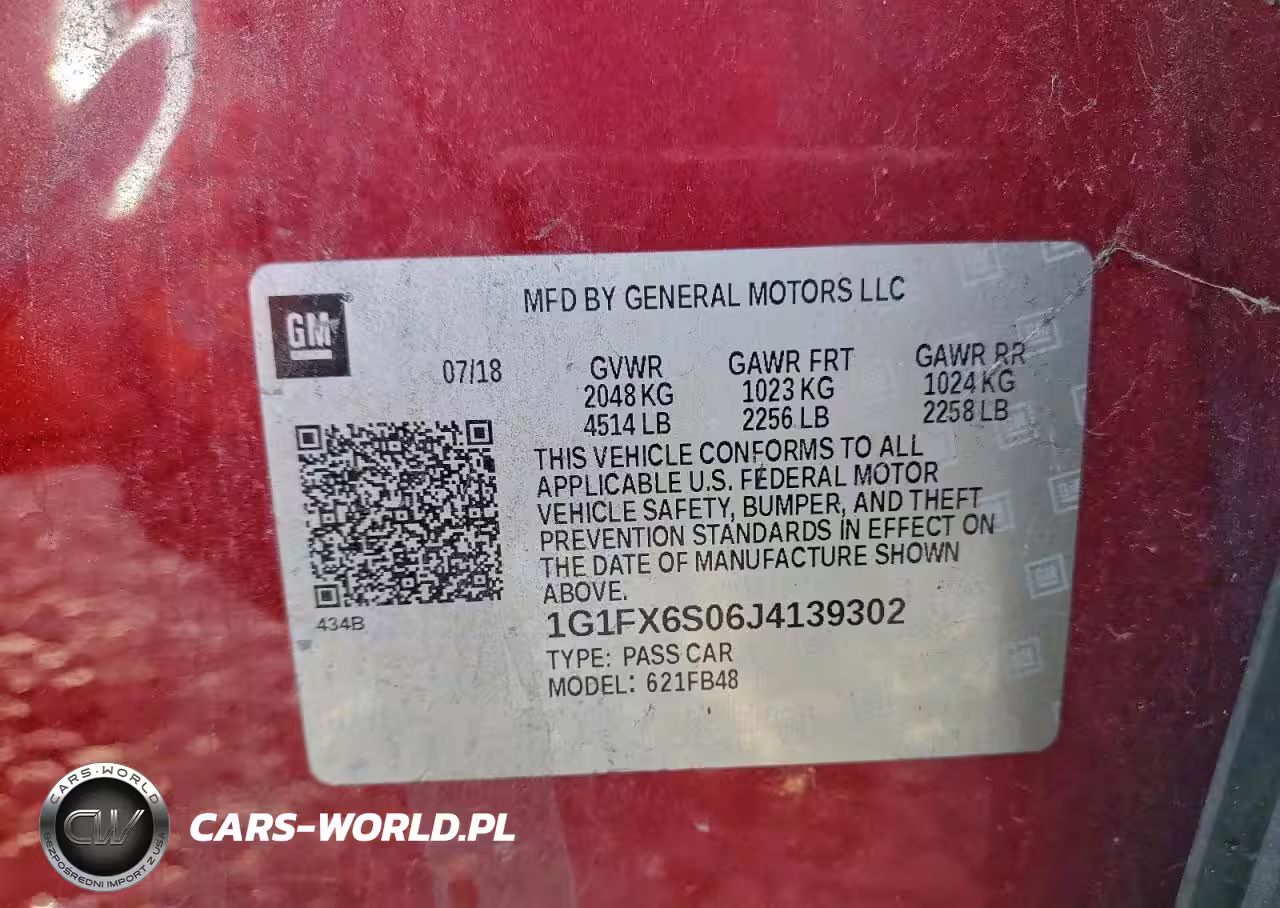 MFD BY GENERAL MOTORS LLC
GM
07/18 GVWR GAWR FRT GAWR RR
2048 KG 1023 KG 1024 KG
4514 LB 2256 LB 2258 LB
THIS VEHICLE CONFORMS TO ALL
APPLICABLE U.S. FEDERAL MOTOR
VEHICLE SAFETY, BUMPER, AND THEFT
PREVENTION STANDARDS IN EFFECT ON
THE DATE OF MANUFACTURE SHOWN
ABOVE.
434B
1G1FX6S06J4139302
TYPE: PASS CAR
MODEL: 621FB48
CARS-WORLD
CW
BEZPOŚREDNI IMPORT Z USA
CARS-WORLD.PL